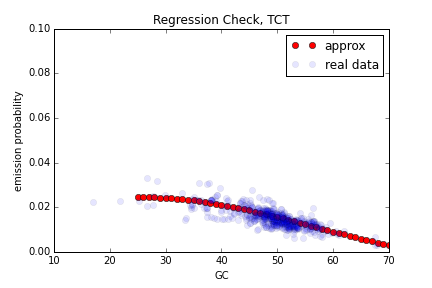 Regression Check, TCT
0.10
0.08
0.06
0.04
0.02
0.00
emission probability
approx
real data
10 20 30 40 50 60 70
GC